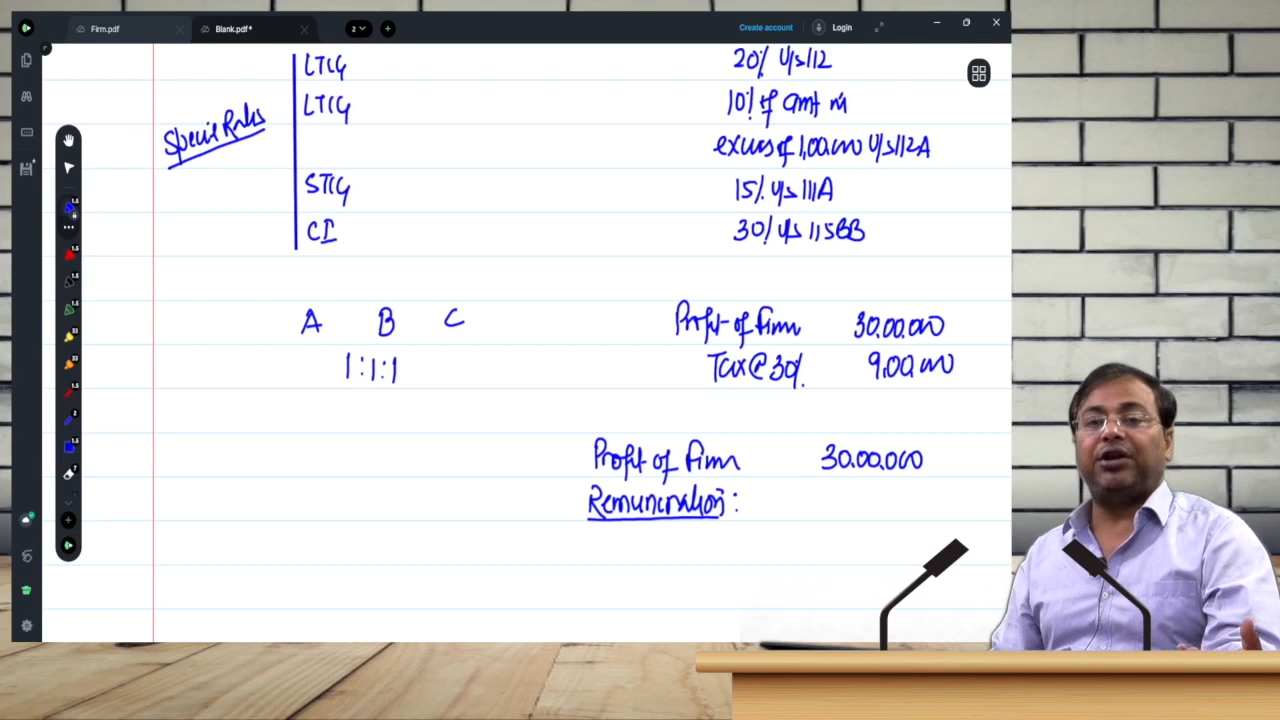 Firm.pdf
Blank.pdf*
2
Create account
Login
LTCG 20% u/s 112
LTCG 10% of amt in
excess of 1,00,000 u/s 112A
Special Rates
STCG 15% u/s 111A
CI 30% u/s 115BB
A B C
1:1:1
Profit of Firm 30,00,000
Tax @ 30% 9,00,000
Profit of Firm 30,00,000
Remuneration: